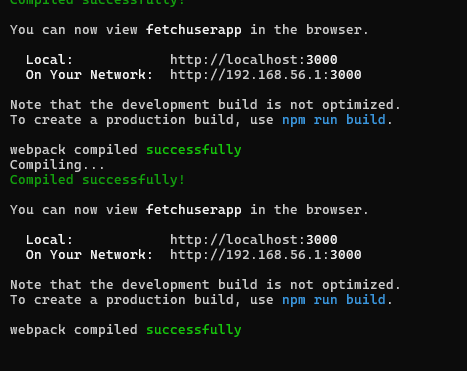 Compiled successfully!
You can now view fetchuserapp in the browser.
Local: http://localhost:3000
On Your Network: http://192.168.56.1:3000
Note that the development build is not optimized.
To create a production build, use npm run build.
webpack compiled successfully
Compiling...
Compiled successfully!
You can now view fetchuserapp in the browser.
Local: http://localhost:3000
On Your Network: http://192.168.56.1:3000
Note that the development build is not optimized.
To create a production build, use npm run build.
webpack compiled successfully